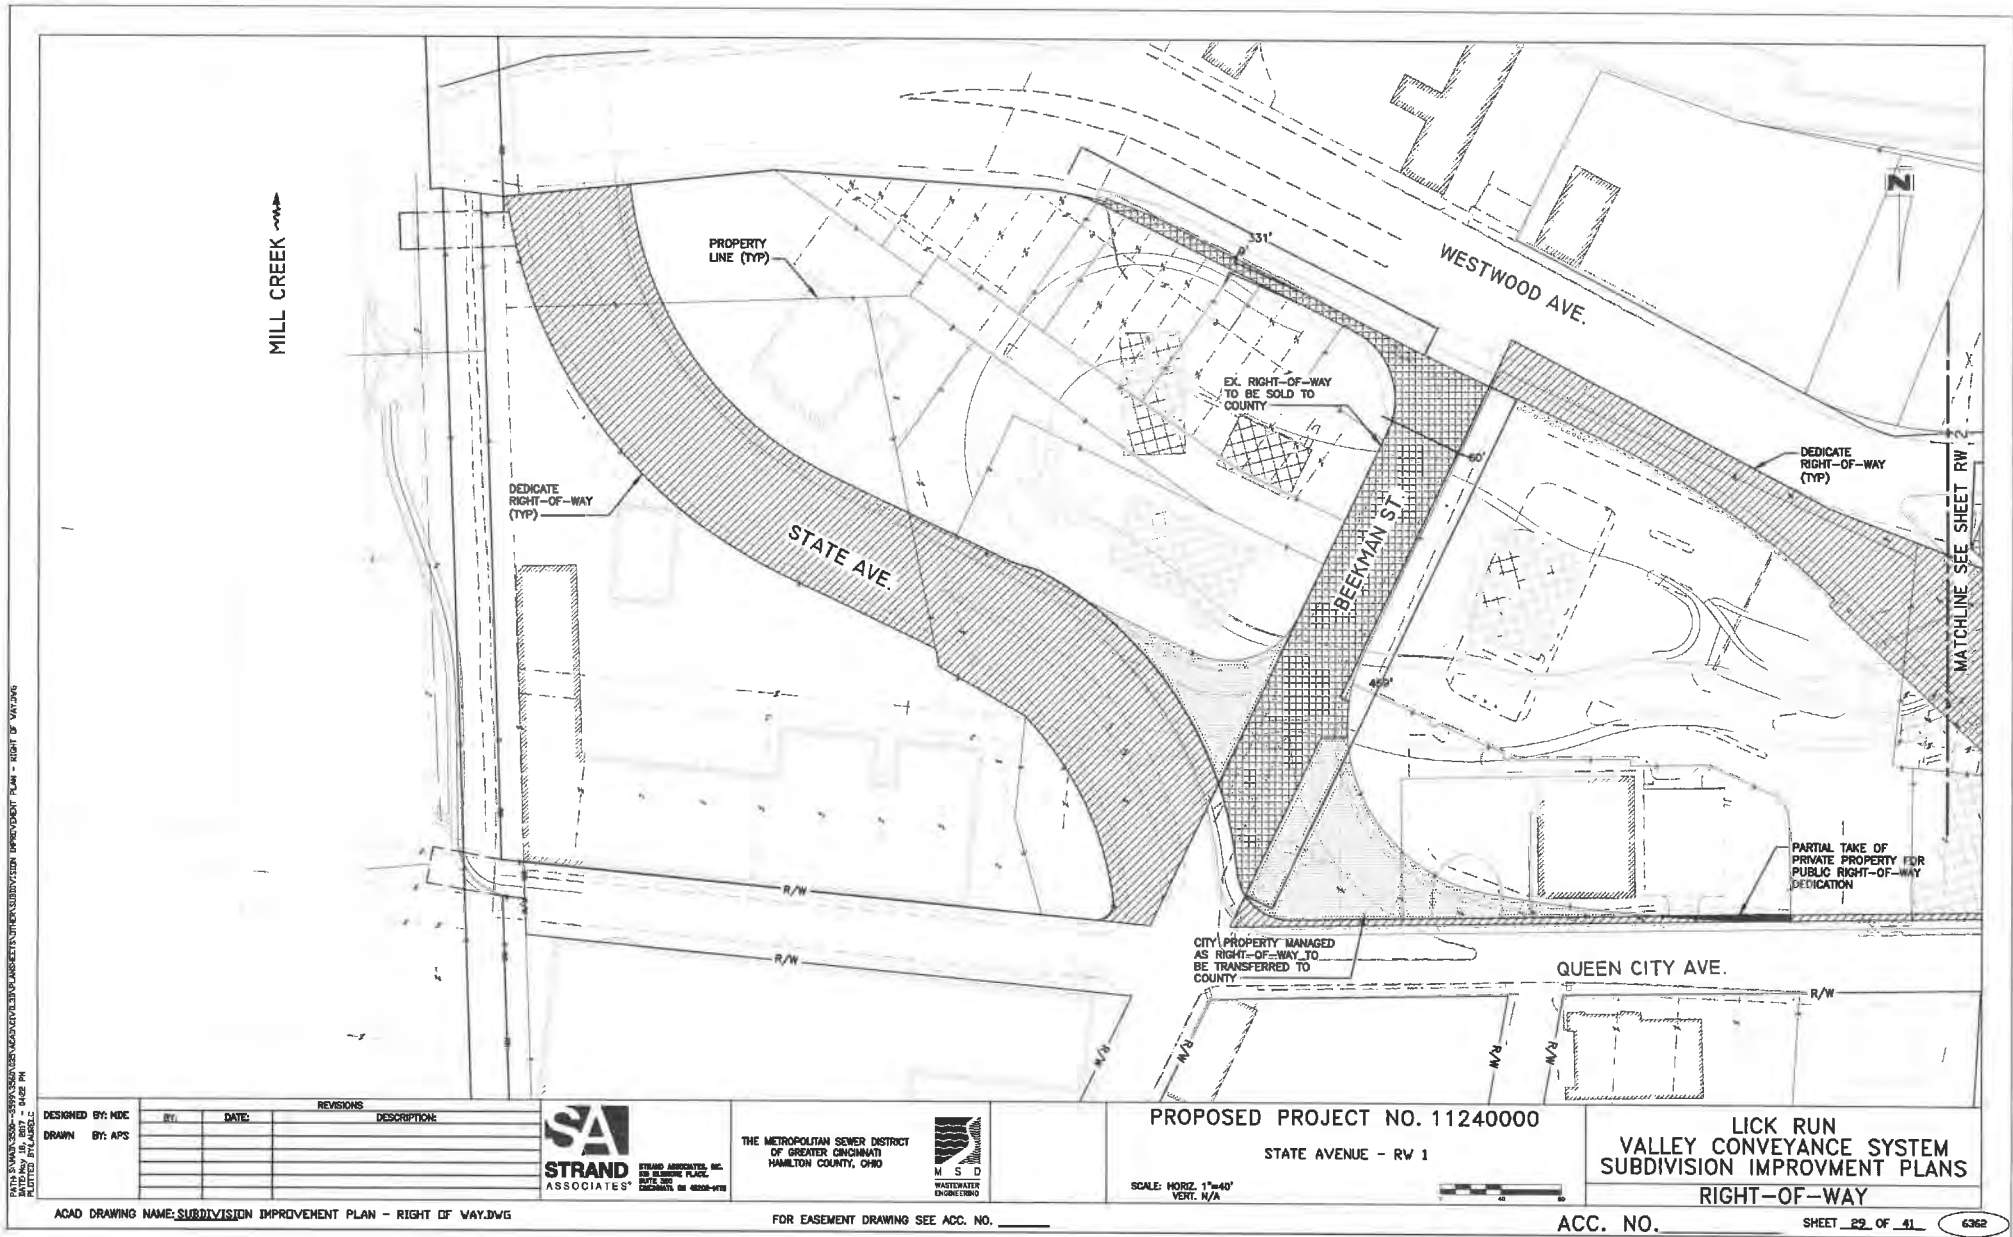 MILL CREEK
PROPERTY
LINE (TYP)
331'
0'
WESTWOOD AVE.
N
EX. RIGHT-OF-WAY
TO BE SOLD TO
COUNTY
60'
DEDICATE
RIGHT-OF-WAY
(TYP)
DEDICATE
RIGHT-OF-WAY
(TYP)
MATCHLINE SEE SHEET RW 2
STATE AVE.
BEEKMAN ST.
469'
PARTIAL TAKE OF
PRIVATE PROPERTY FOR
PUBLIC RIGHT-OF-WAY
DEDICATION
R/W
R/W
CITY PROPERTY MANAGED
AS RIGHT-OF-WAY TO
BE TRANSFERRED TO
COUNTY
QUEEN CITY AVE.
R/W
R/W
R/W
R/W
R/W
DESIGNED BY: MDE
DRAWN BY: APS
REVISIONS
BY: DATE: DESCRIPTION:
SA
STRAND
ASSOCIATES
STRAND ASSOCIATES, INC.
THE METROPOLITAN SEWER DISTRICT
OF GREATER CINCINNATI
HAMILTON COUNTY, OHIO
M S D
WASTEWATER
ENGINEERING
PROPOSED PROJECT NO. 11240000
STATE AVENUE - RW 1
SCALE: HORIZ. 1"=40'
VERT. N/A
LICK RUN
VALLEY CONVEYANCE SYSTEM
SUBDIVISION IMPROVMENT PLANS
RIGHT-OF-WAY
ACAD DRAWING NAME: SUBDIVISION IMPROVEMENT PLAN - RIGHT OF WAY.DWG
FOR EASEMENT DRAWING SEE ACC. NO.
ACC. NO.
SHEET 29 OF 41
6362